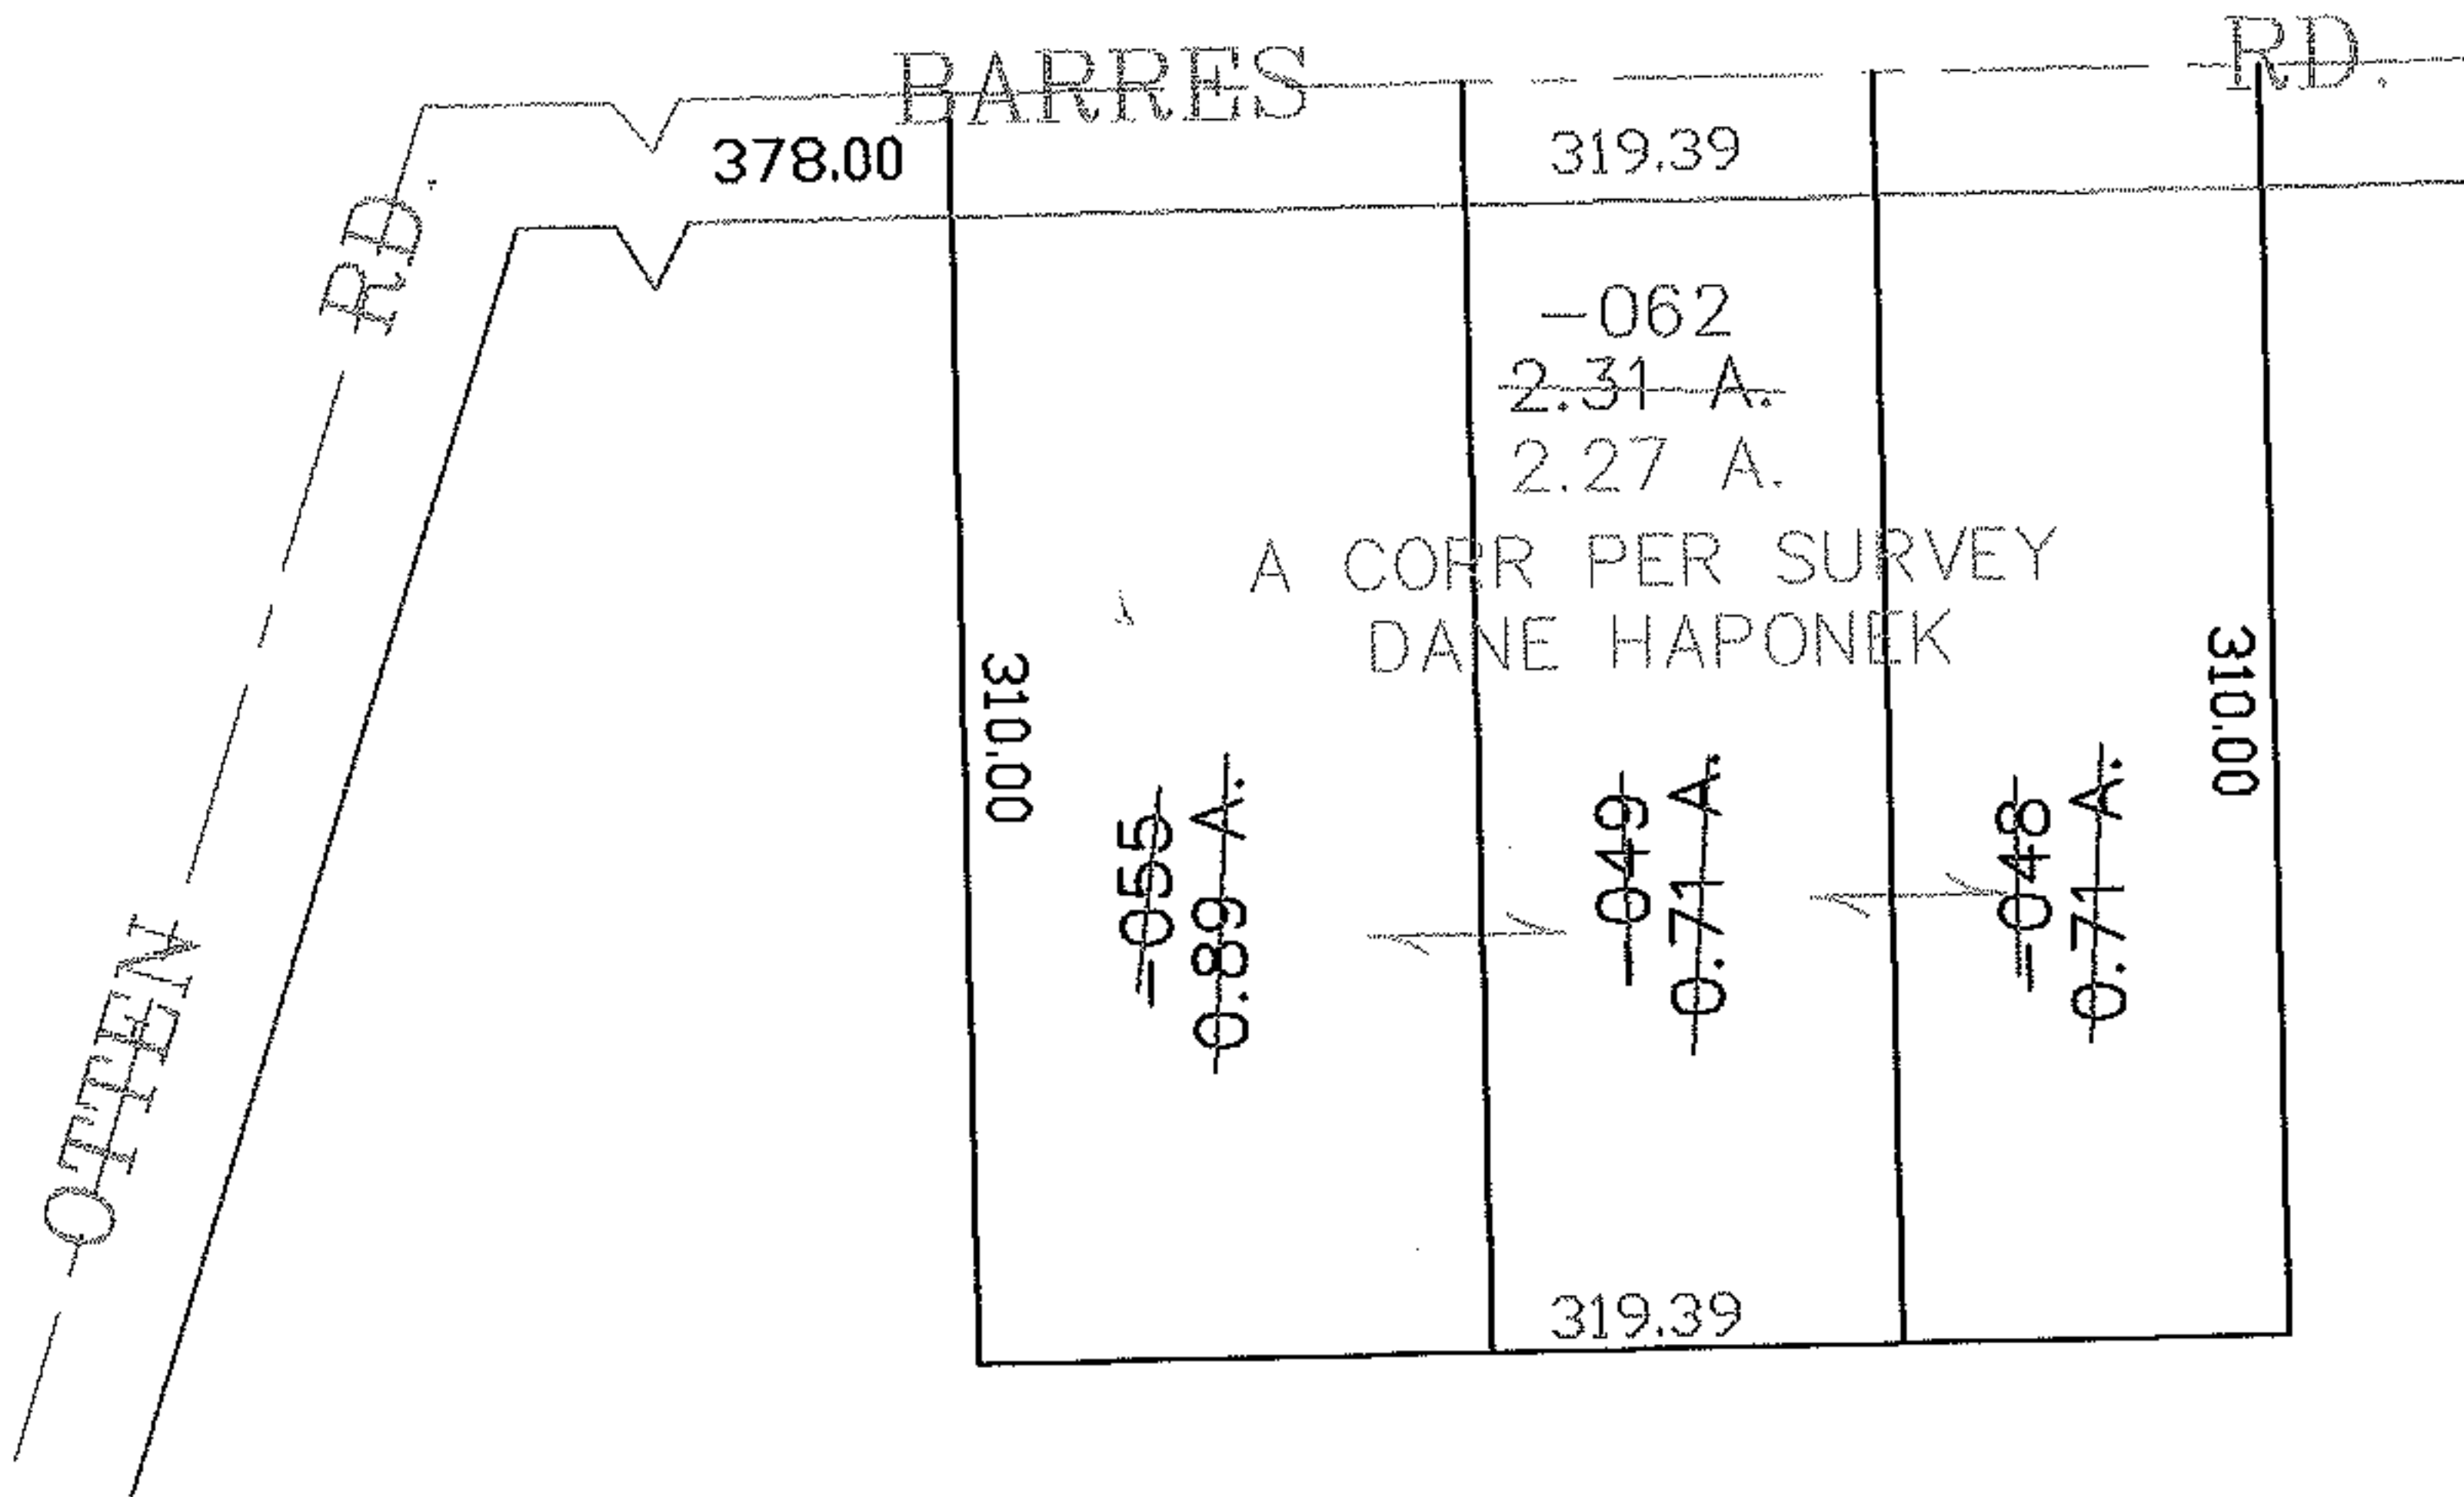 BARRES RD.
378.00
319.39
OTTEN RD.
-062
2.31 A.
2.27 A.
A CORR PER SURVEY
DANE HAPONEK
310.00
310.00
-055
0.89 A.
-049
0.71 A.
-048
0.71 A.
319.39